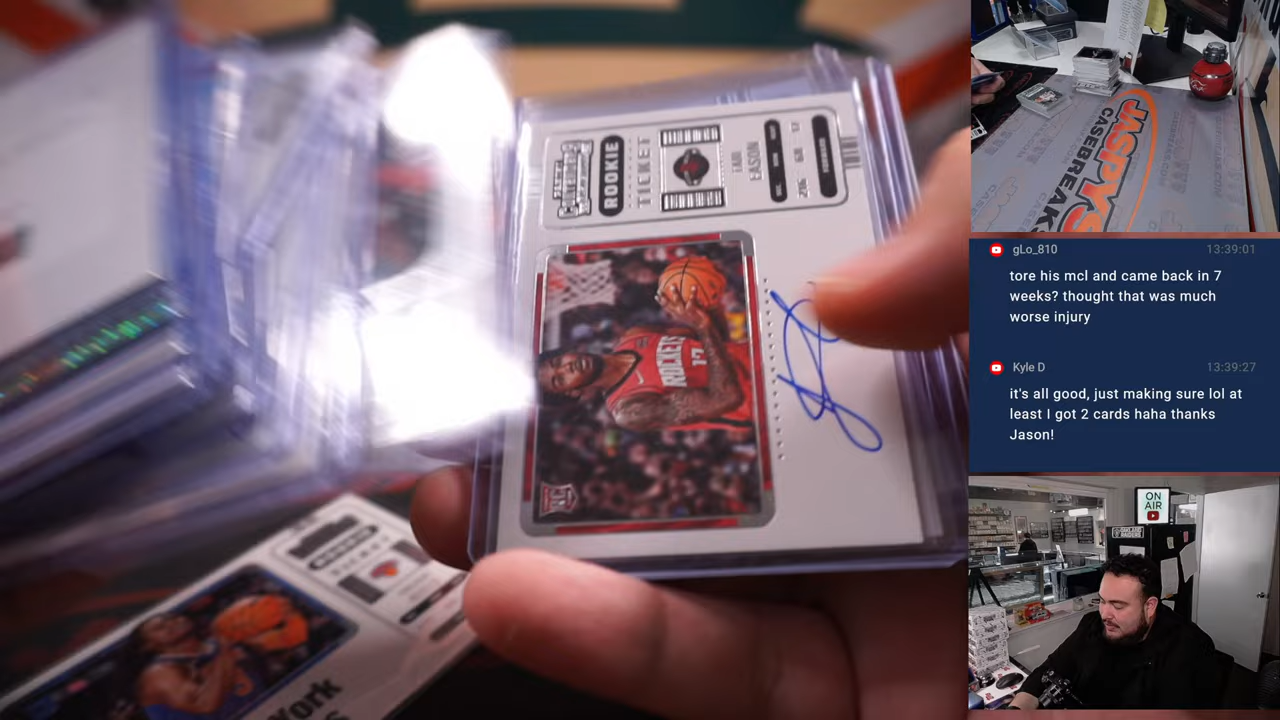 CONTENDERS
ROOKIE
TICKET
TARI
EASON
FORWARD
ROCKETS
17
RC
York
JASPYS
CASEBREAKS
gLo_810 13:39:01
tore his mcl and came back in 7
weeks? thought that was much
worse injury
Kyle D 13:39:27
it's all good, just making sure lol at
least I got 2 cards haha thanks
Jason!
ON
AIR